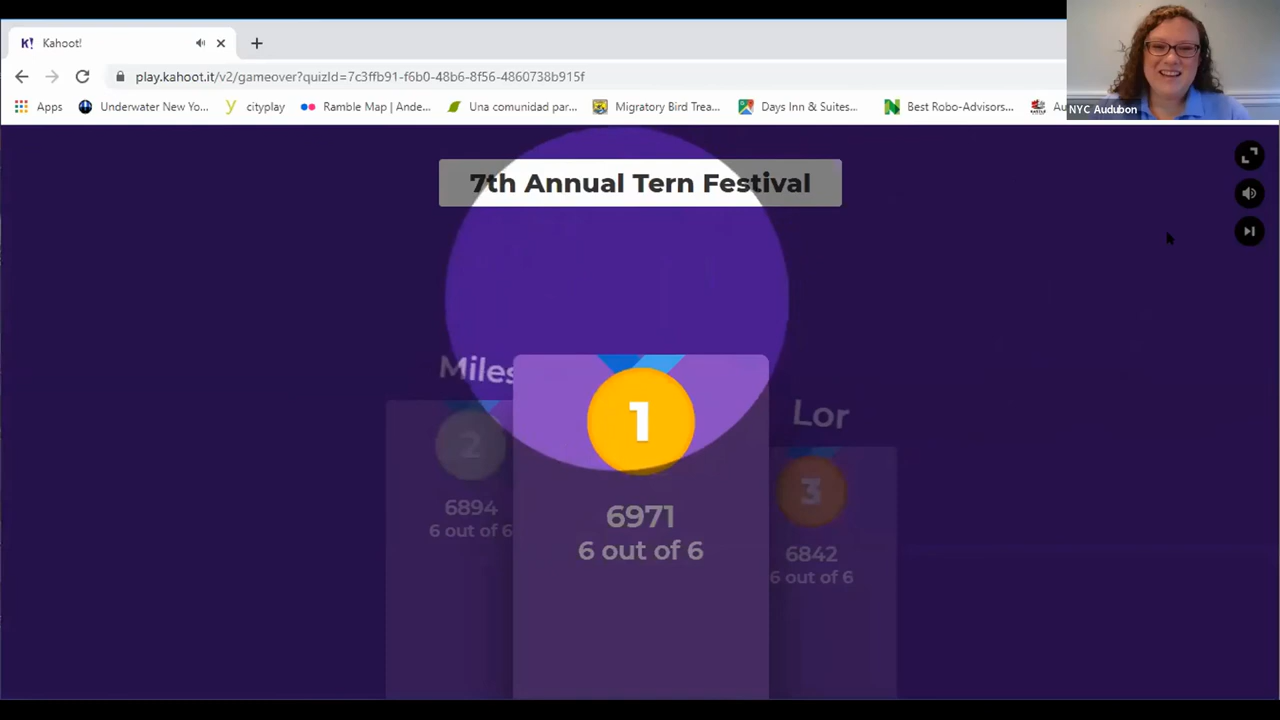 Kahoot!
play.kahoot.it/v2/gameover?quizId=7c3ffb91-f6b0-48b6-8f56-4860738b915f
Apps Underwater New Yo... cityplay Ramble Map | Ande... Una comunidad par... Migratory Bird Trea... Days Inn & Suites... Best Robo-Advisors... Au
NYC Audubon
7th Annual Tern Festival
Miles
1
Lor
2
3
6894
6971
6 out of 6
6 out of 6
6842
6 out of 6